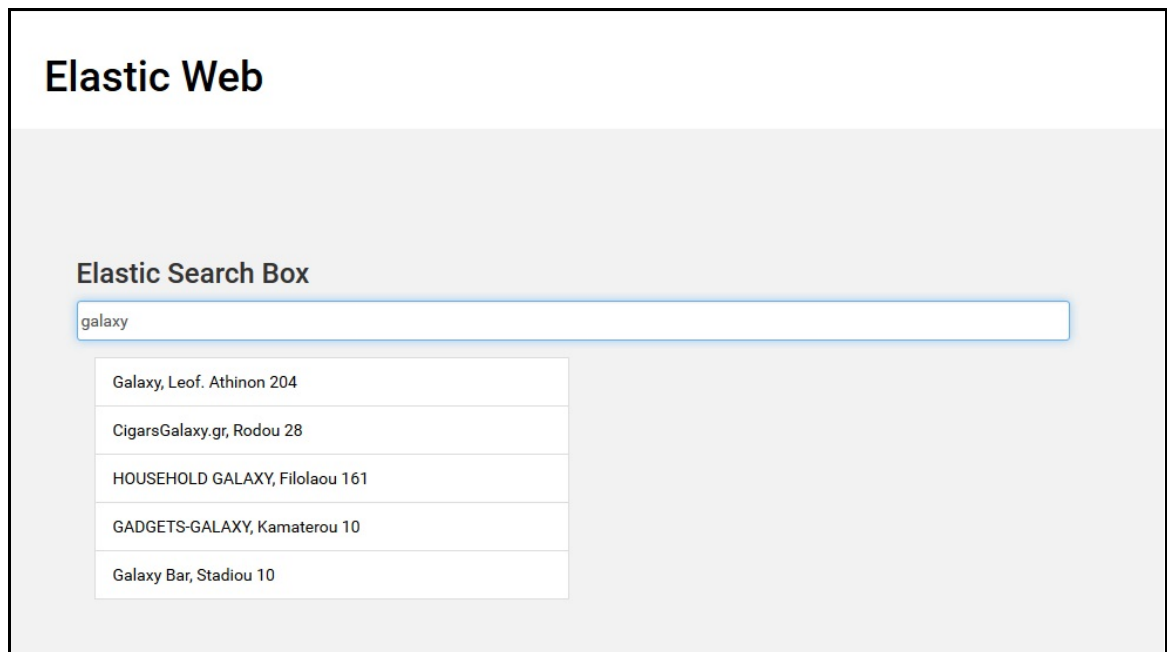 Elastic Web
Elastic Search Box
galaxy
Galaxy, Leof. Athinon 204
CigarsGalaxy.gr, Rodou 28
HOUSEHOLD GALAXY, Filolaou 161
GADGETS-GALAXY, Kamaterou 10
Galaxy Bar, Stadiou 10